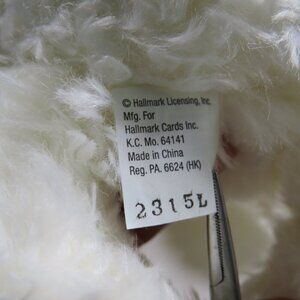 © Hallmark Licensing, Inc.
Mfg. For
Hallmark Cards Inc.
K.C. Mo. 64141
Made in China
Reg. PA. 6624 (HK)
2315L